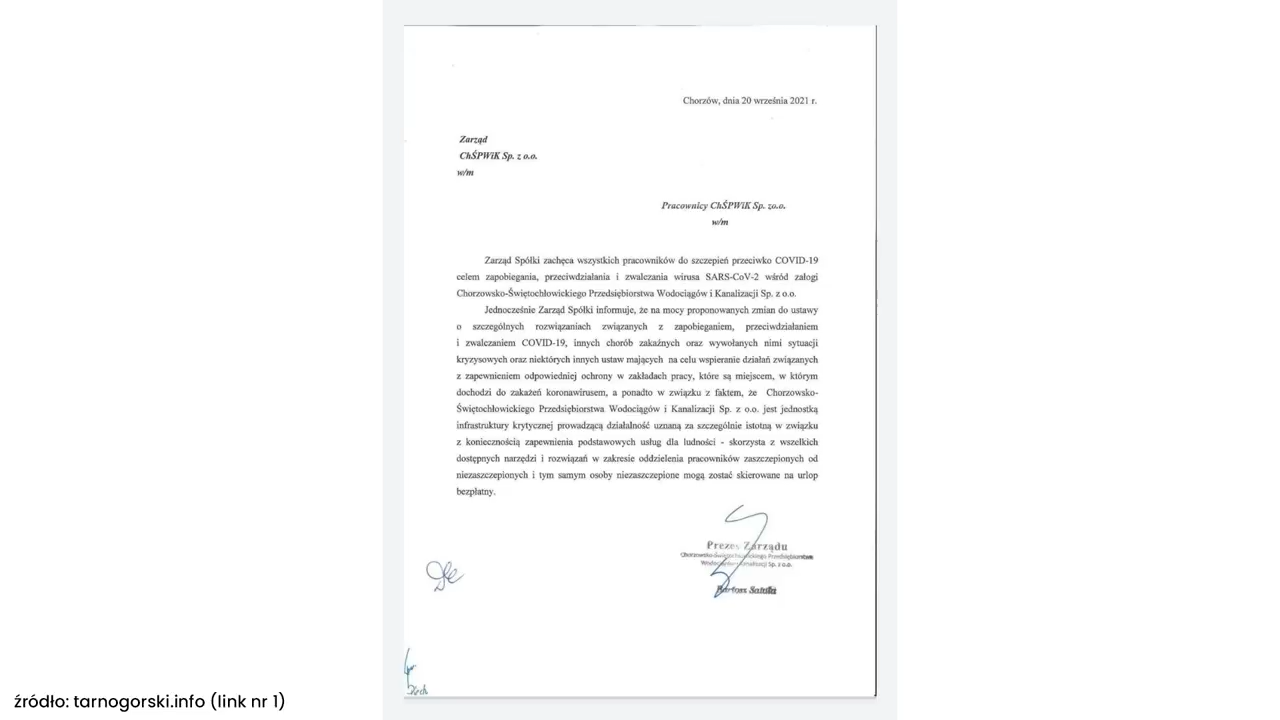 Chorzów, dnia 20 września 2021 r.
Zarząd
ChŚPWiK Sp. z o.o.
w/m
Pracownicy ChŚPWiK Sp. zo.o.
w/m
Zarząd Spółki zachęca wszystkich pracowników do szczepień przeciwko COVID-19
celem zapobiegania, przeciwdziałania i zwalczania wirusa SARS-CoV-2 wśród załogi
Chorzowsko-Świętochłowickiego Przedsiębiorstwa Wodociągów i Kanalizacji Sp. z o.o.
Jednocześnie Zarząd Spółki informuje, że na mocy proponowanych zmian do ustawy
o szczególnych rozwiązaniach związanych z zapobieganiem, przeciwdziałaniem
i zwalczaniem COVID-19, innych chorób zakaźnych oraz wywołanych nimi sytuacji
kryzysowych oraz niektórych innych ustaw mających na celu wspieranie działań związanych
z zapewnieniem odpowiedniej ochrony w zakładach pracy, które są miejscem, w którym
dochodzi do zakażeń koronawirusem, a ponadto w związku z faktem, że Chorzowsko-
Świętochłowickiego Przedsiębiorstwa Wodociągów i Kanalizacji Sp. z o.o. jest jednostką
infrastruktury krytycznej prowadzącą działalność uznaną za szczególnie istotną w związku
z koniecznością zapewnienia podstawowych usług dla ludności - skorzysta z wszelkich
dostępnych narzędzi i rozwiązań w zakresie oddzielenia pracowników zaszczepionych od
niezaszczepionych i tym samym osoby niezaszczepione mogą zostać skierowane na urlop
bezpłatny.
Prezes Zarządu
Chorzowsko-Świętochłowickiego Przedsiębiorstwa
Wodociągów i Kanalizacji Sp. z o.o.
źródło: tarnogorski.info (link nr 1)